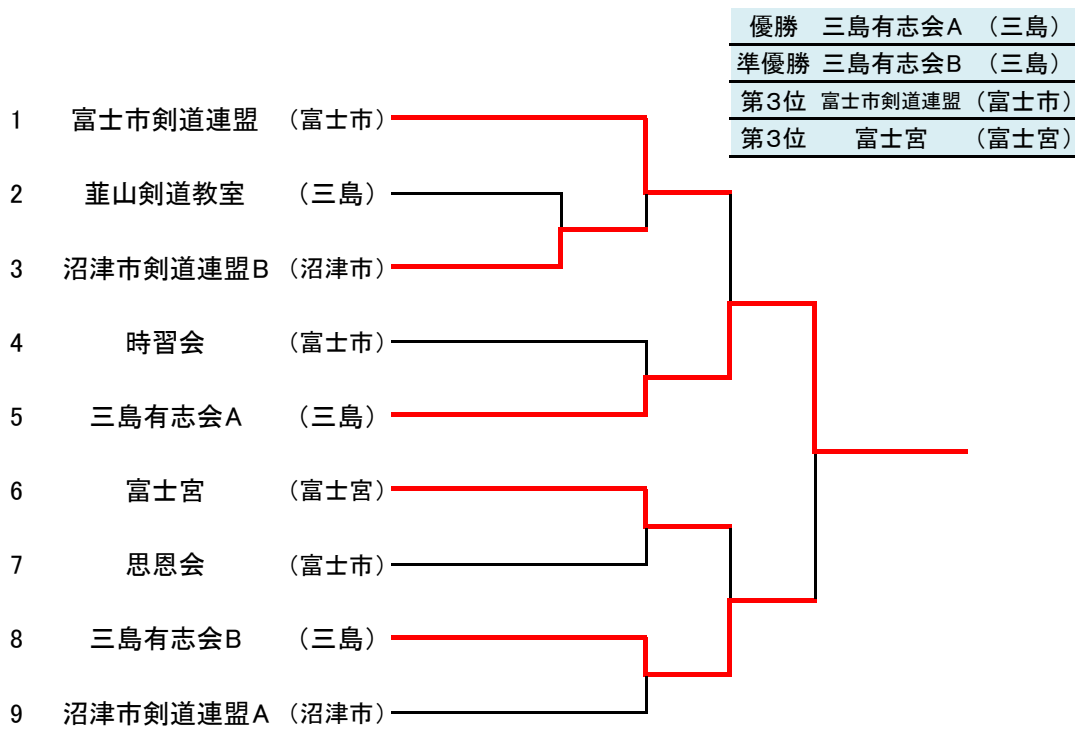 優勝 三島有志会A （三島）
準優勝 三島有志会B （三島）
第3位 富士市剣道連盟 （富士市）
第3位 富士宮 （富士宮）
1 富士市剣道連盟 （富士市）
2 韮山剣道教室 （三島）
3 沼津市剣道連盟B （沼津市）
4 時習会 （富士市）
5 三島有志会A （三島）
6 富士宮 （富士宮）
7 思恩会 （富士市）
8 三島有志会B （三島）
9 沼津市剣道連盟A （沼津市）